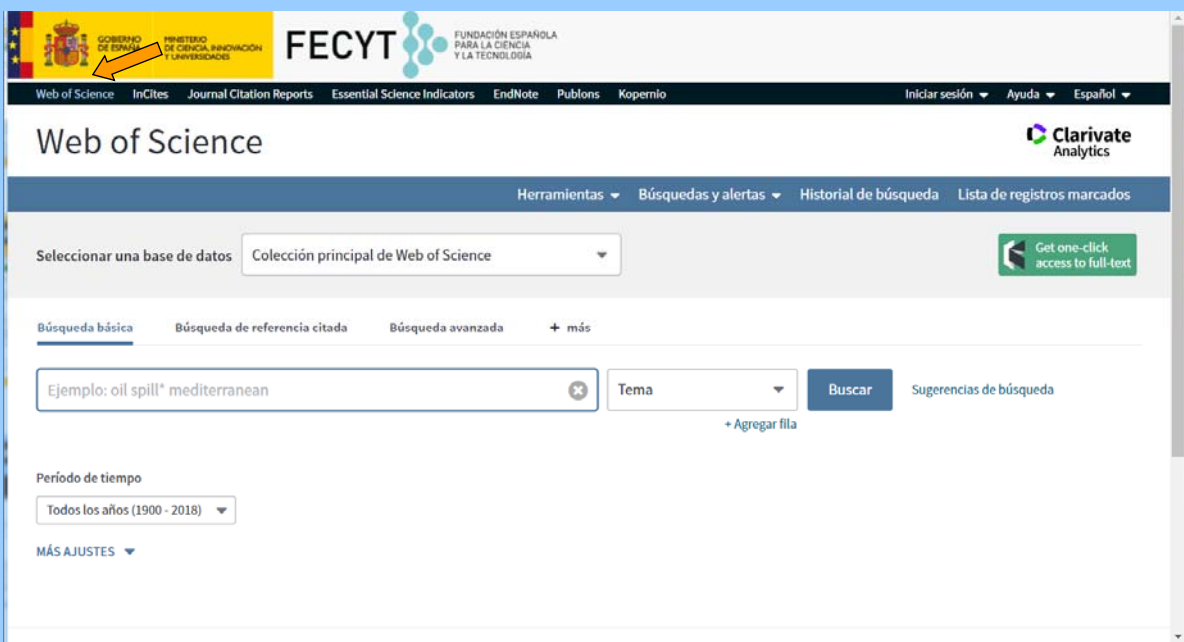 GOBIERNO
DE ESPAÑA
MINISTERIO
DE CIENCIA, INNOVACIÓN
Y UNIVERSIDADES
FECYT
FUNDACIÓN ESPAÑOLA
PARA LA CIENCIA
Y LA TECNOLOGÍA
Web of Science InCites Journal Citation Reports Essential Science Indicators EndNote Publons Kopernio Iniciar sesión Ayuda Español
Web of Science
Clarivate
Analytics
Herramientas Búsquedas y alertas Historial de búsqueda Lista de registros marcados
Seleccionar una base de datos Colección principal de Web of Science
Get one-click
access to full-text
Búsqueda básica Búsqueda de referencia citada Búsqueda avanzada + más
Ejemplo: oil spill* mediterranean Tema Buscar Sugerencias de búsqueda
+ Agregar fila
Período de tiempo
Todos los años (1900 - 2018)
MÁS AJUSTES